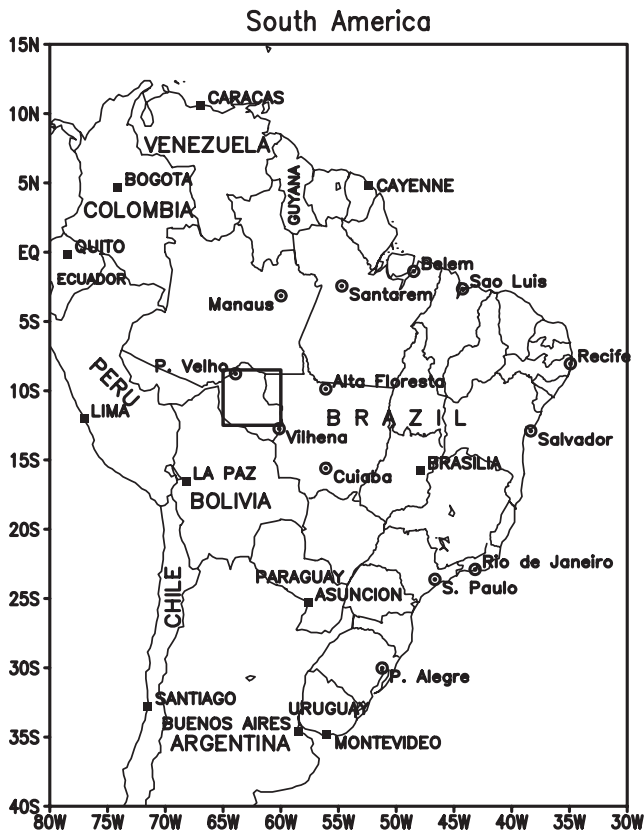 South America
15N
CARACAS
10N
VENEZUELA
BOGOTA
5N
GUYANA
CAYENNE
COLOMBIA
QUITO
EQ
Belem
ECUADOR
Sao Luis
Manaus
Santarem
5S
P. Velho
Recife
PERU
Alta Floresta
10S
LIMA
BRAZIL
Vilhena
Salvador
15S
LA PAZ
Cuiaba
BRASILIA
BOLIVIA
20S
Rio de Janeiro
PARAGUAY
S. Paulo
CHILE
ASUNCION
25S
30S
P. Alegre
SANTIAGO
URUGUAY
BUENOS AIRES
35S
ARGENTINA
MONTEVIDEO
40S
80W 75W 70W 65W 60W 55W 50W 45W 40W 35W 30W